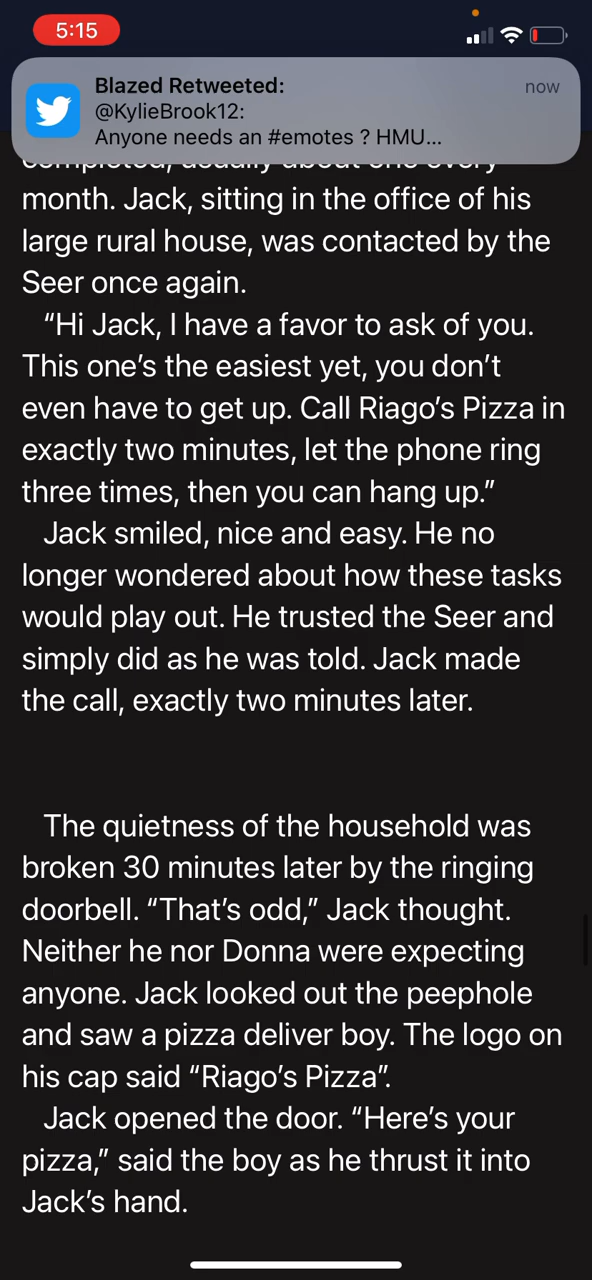 5:15
Blazed Retweeted:
now
@KylieBrook12:
Anyone needs an #emotes ? HMU...
completed, usually about one every
month. Jack, sitting in the office of his
large rural house, was contacted by the
Seer once again.
“Hi Jack, I have a favor to ask of you.
This one’s the easiest yet, you don’t
even have to get up. Call Riago’s Pizza in
exactly two minutes, let the phone ring
three times, then you can hang up.”
Jack smiled, nice and easy. He no
longer wondered about how these tasks
would play out. He trusted the Seer and
simply did as he was told. Jack made
the call, exactly two minutes later.
The quietness of the household was
broken 30 minutes later by the ringing
doorbell. “That’s odd,” Jack thought.
Neither he nor Donna were expecting
anyone. Jack looked out the peephole
and saw a pizza deliver boy. The logo on
his cap said “Riago’s Pizza”.
Jack opened the door. “Here’s your
pizza,” said the boy as he thrust it into
Jack’s hand.